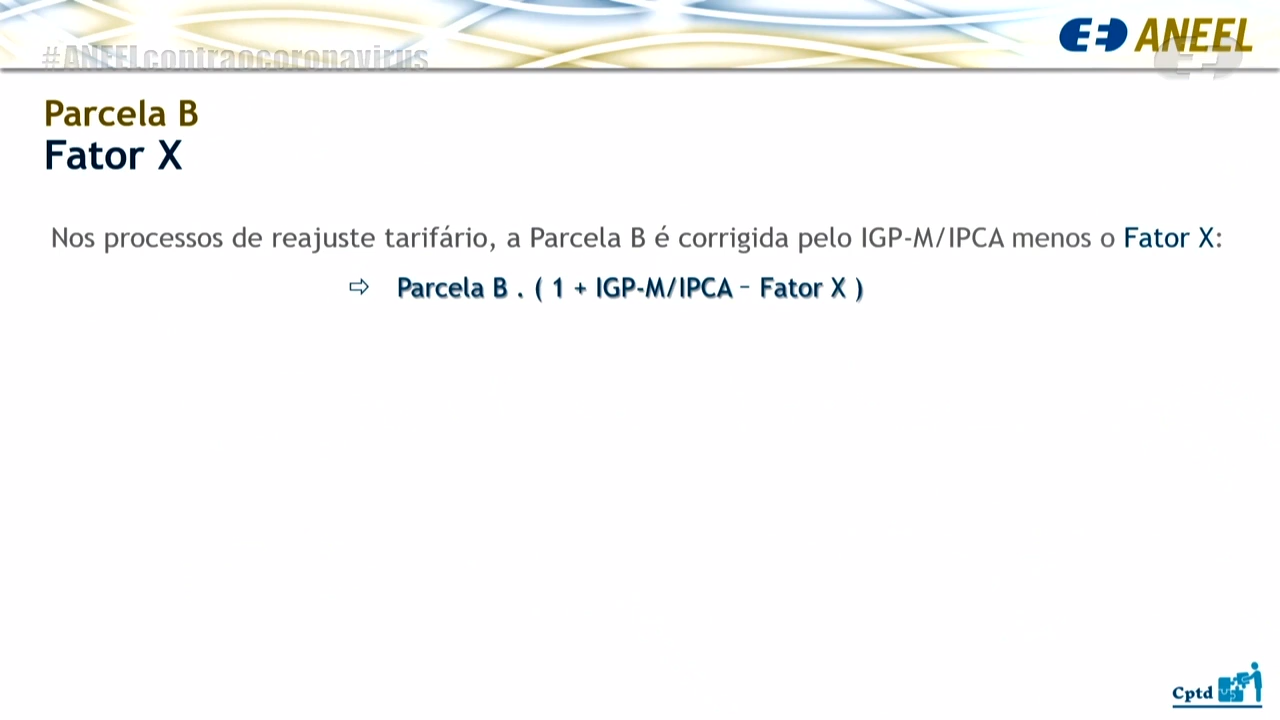 #ANEELcontraocoronavirus
ANEEL
Parcela B
Fator X
Nos processos de reajuste tarifário, a Parcela B é corrigida pelo IGP-M/IPCA menos o Fator X:
⇨ Parcela B . ( 1 + IGP-M/IPCA – Fator X )
Cptd